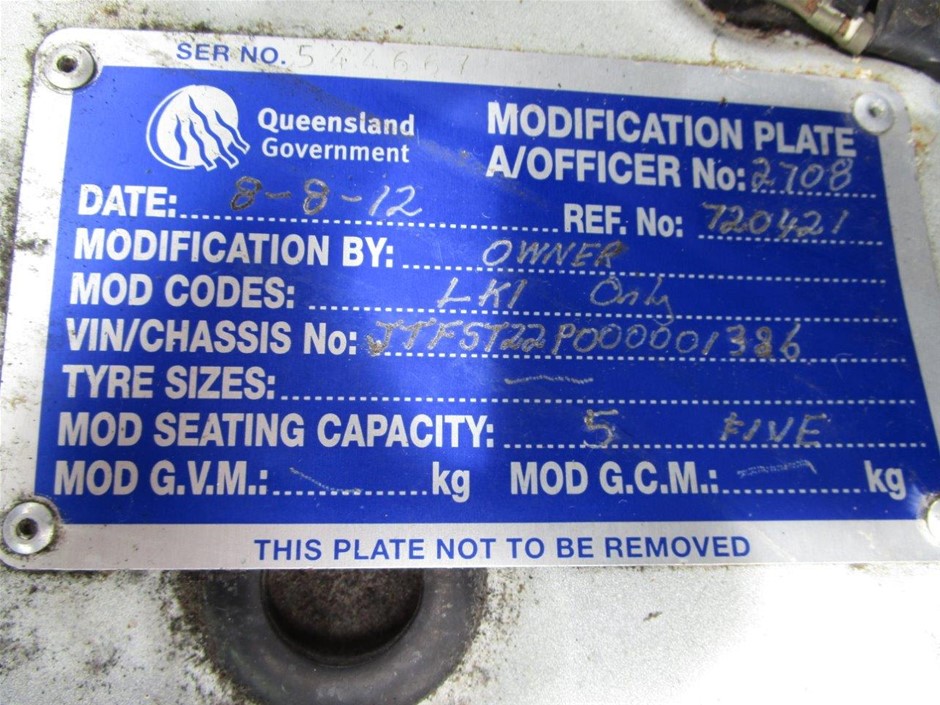 SER NO. 544667
Queensland
Government
MODIFICATION PLATE
A/OFFICER No: 2708
DATE: 8-8-12 REF. No: 720421
MODIFICATION BY: OWNER
MOD CODES: LK1 Only
VIN/CHASSIS No: JTFST22P000001386
TYRE SIZES:
MOD SEATING CAPACITY: 5 FIVE
MOD G.V.M.: kg MOD G.C.M.: kg
THIS PLATE NOT TO BE REMOVED